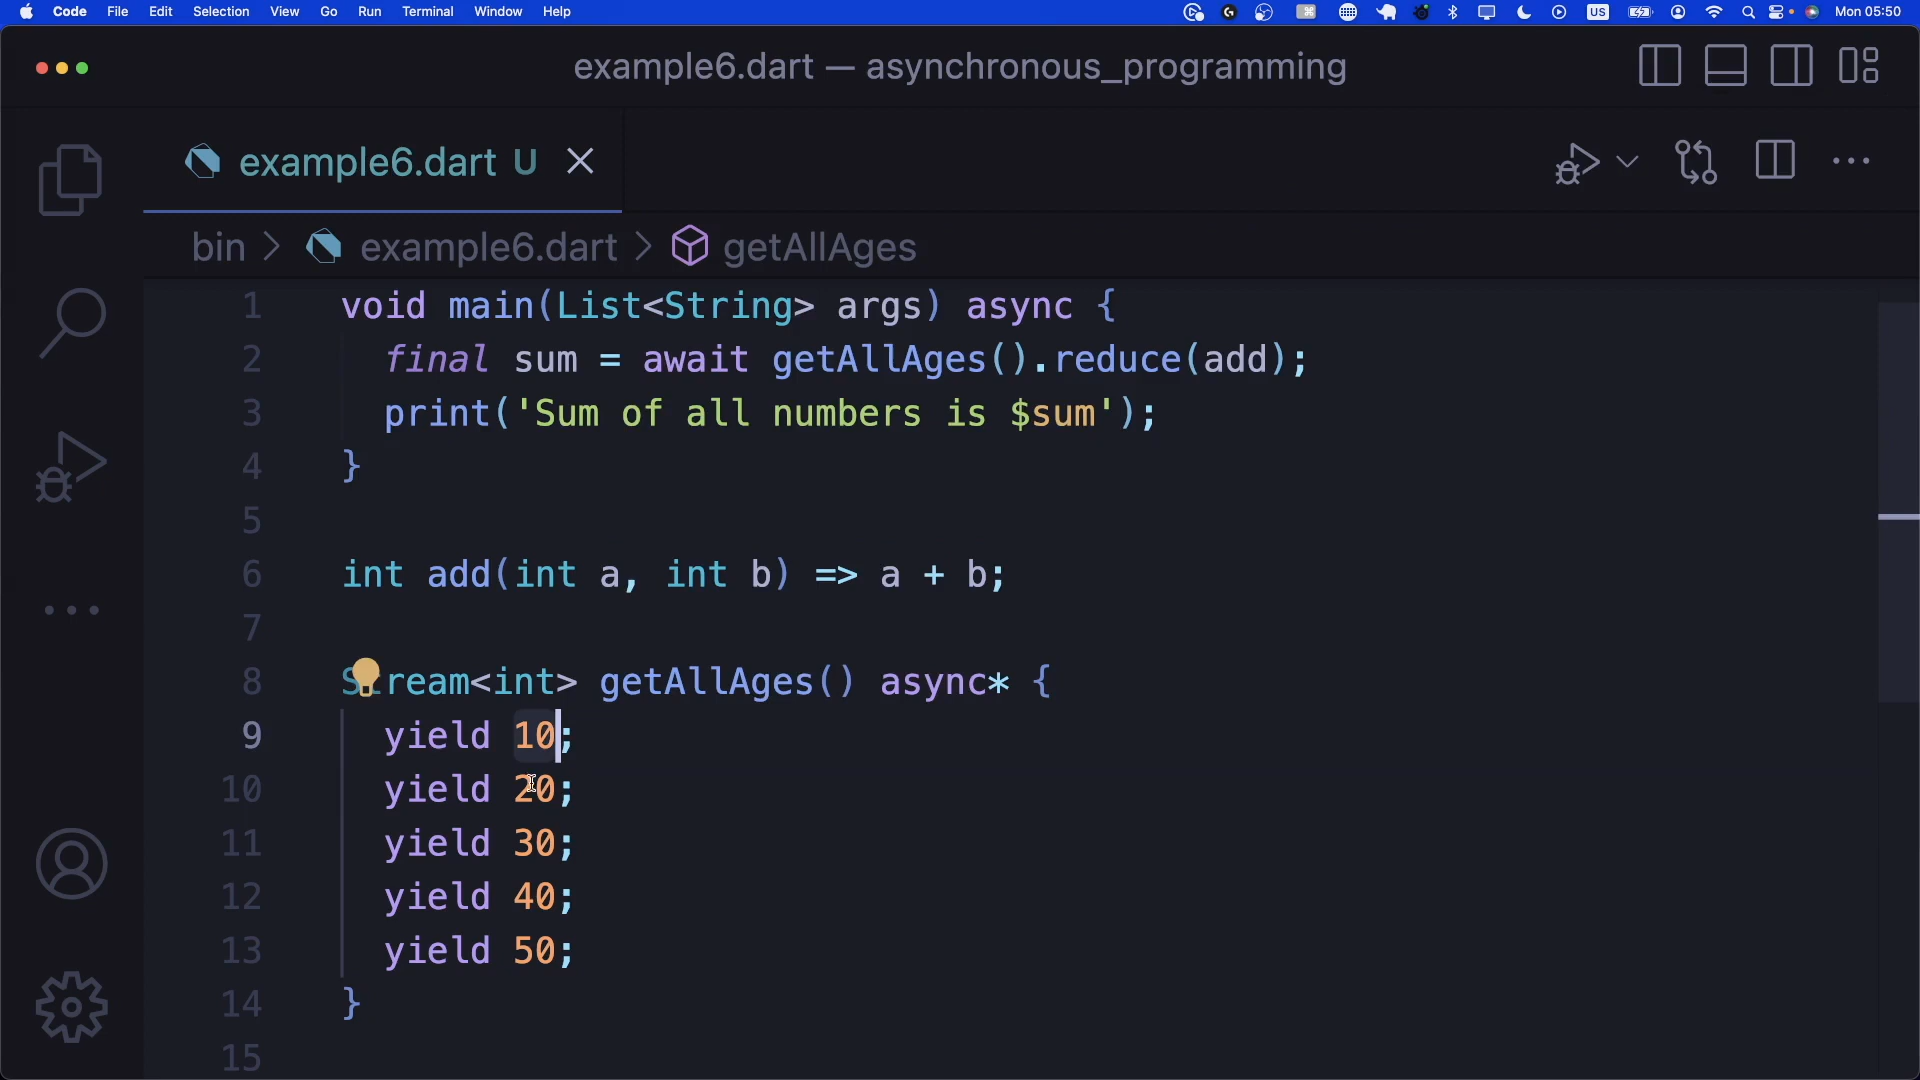 Code File Edit Selection View Go Run Terminal Window Help US Mon 05:50
example6.dart — asynchronous_programming
example6.dart U
bin > example6.dart > getAllAges
1 void main(List<String> args) async {
2 final sum = await getAllAges().reduce(add);
3 print('Sum of all numbers is $sum');
4 }
5
6 int add(int a, int b) => a + b;
7
8 Stream<int> getAllAges() async* {
9 yield 10;
10 yield 20;
11 yield 30;
12 yield 40;
13 yield 50;
14 }
15